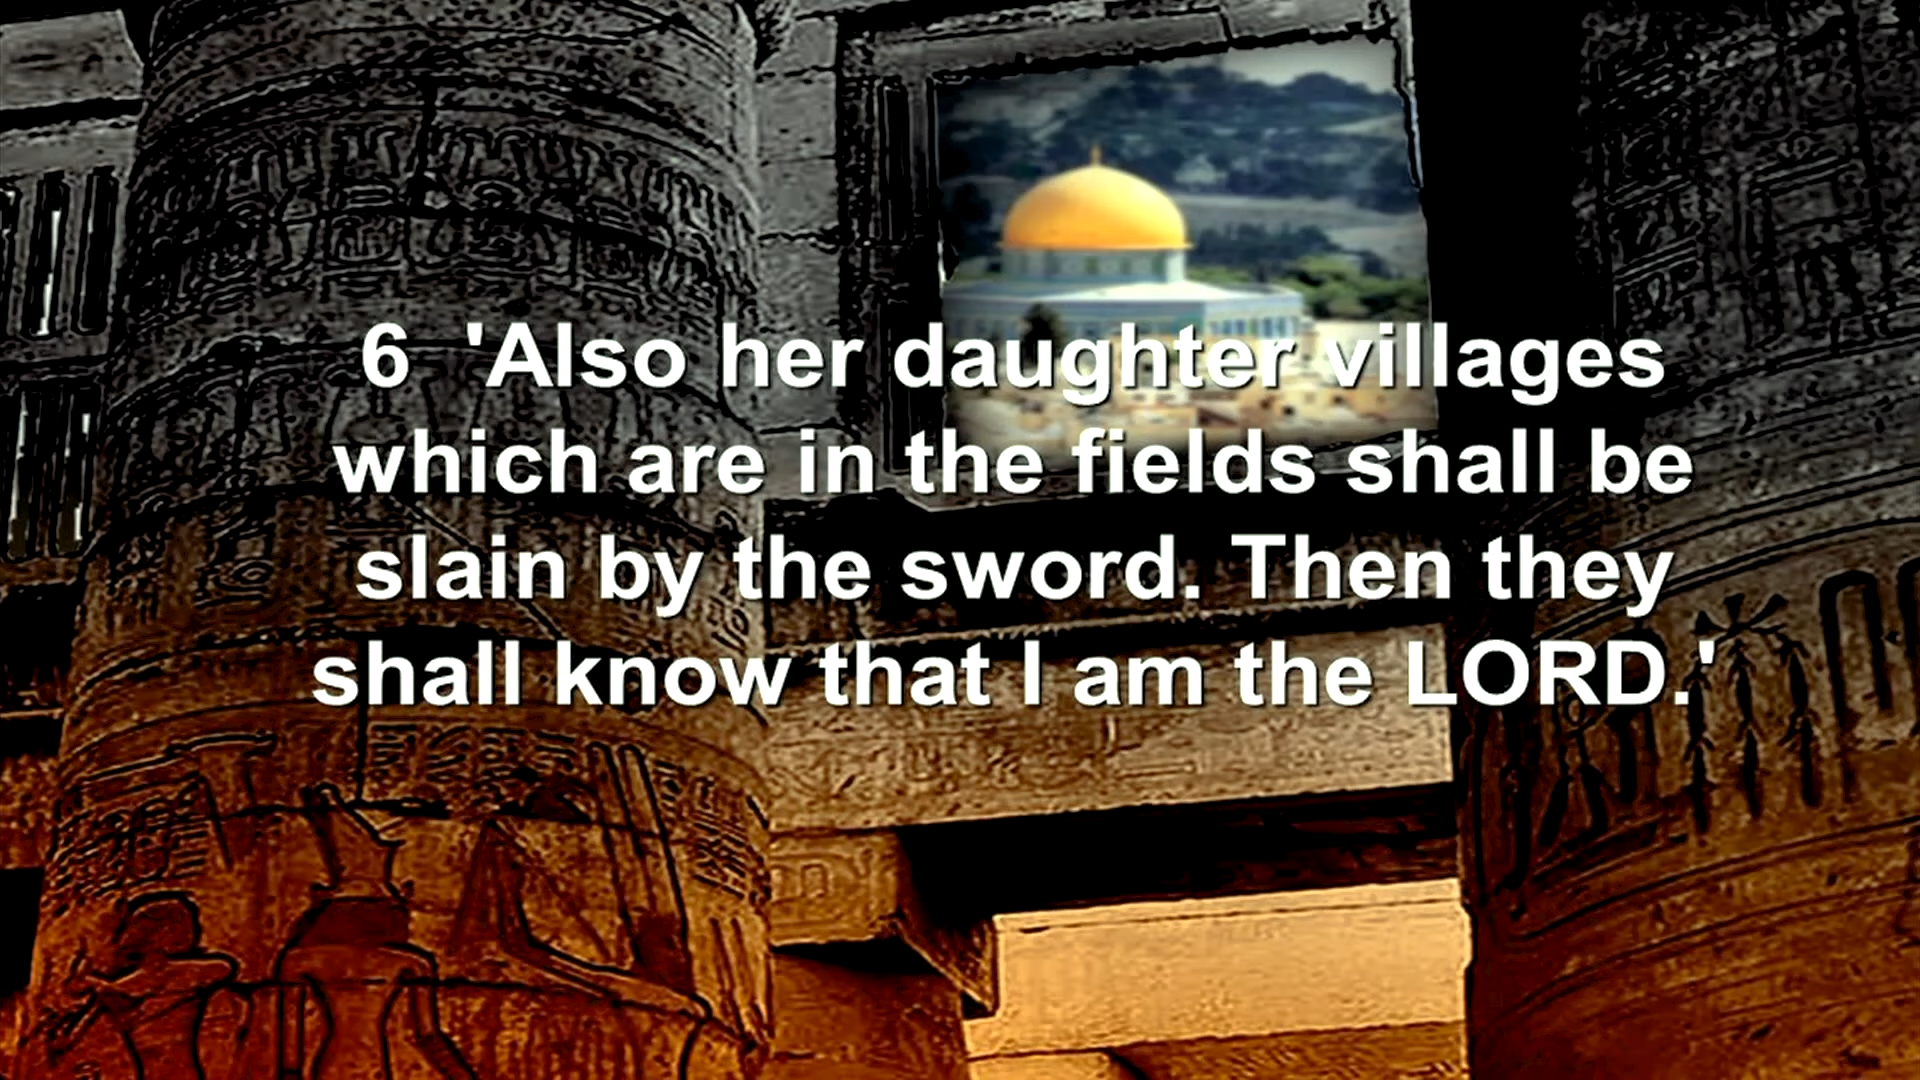 6 'Also her daughter villages
which are in the fields shall be
slain by the sword. Then they
shall know that I am the LORD.'